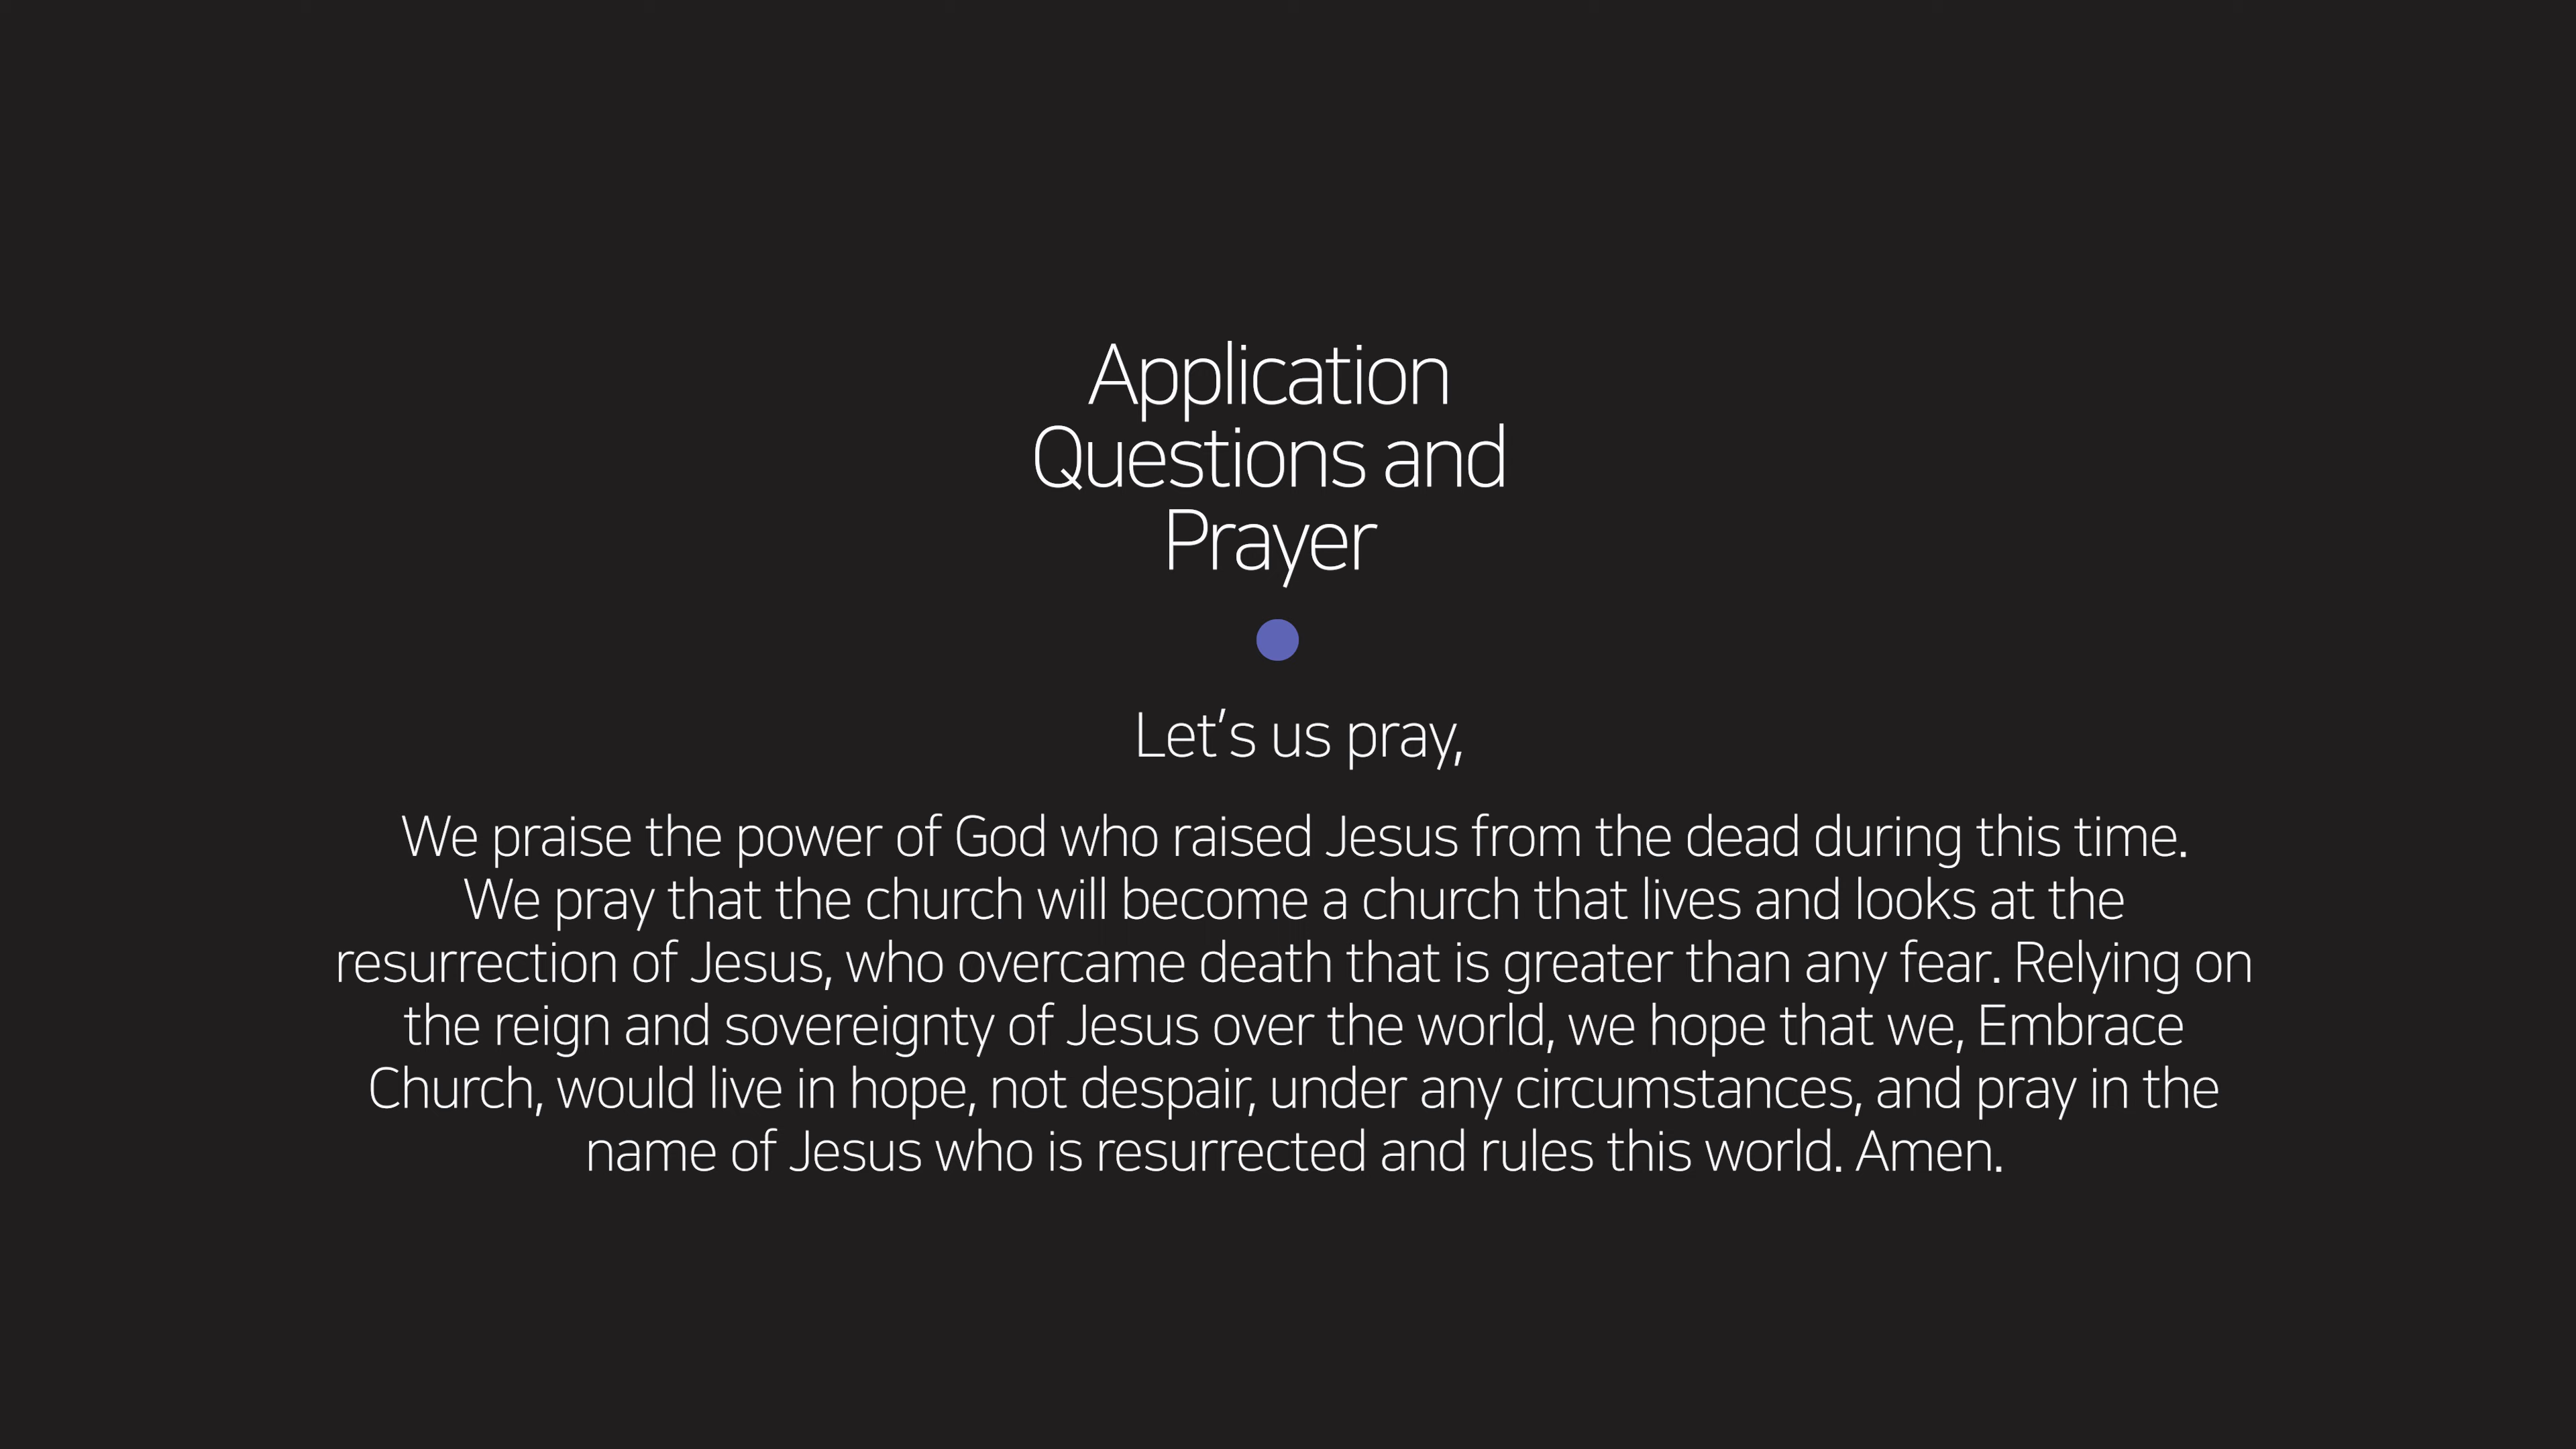 Application
Questions and
Prayer
Let's us pray,
We praise the power of God who raised Jesus from the dead during this time.
We pray that the church will become a church that lives and looks at the
resurrection of Jesus, who overcame death that is greater than any fear. Relying on
the reign and sovereignty of Jesus over the world, we hope that we, Embrace
Church, would live in hope, not despair, under any circumstances, and pray in the
name of Jesus who is resurrected and rules this world. Amen.